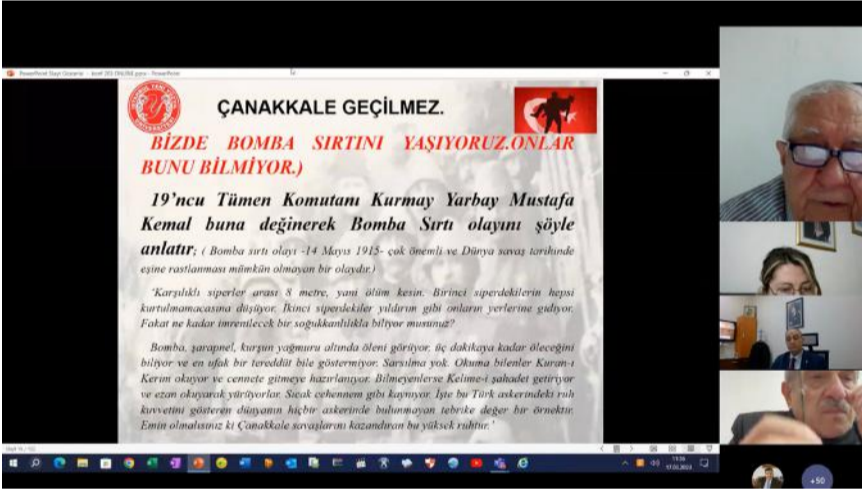 PowerPoint Slayt Gösterisi
PowerPoint
ÇANAKKALE GEÇİLMEZ.
BİZDE BOMBA SIRTINI YAŞIYORUZ.ONLAR
BUNU BİLMİYOR.)
19’ncu Tümen Komutanı Kurmay Yarbay Mustafa
Kemal buna değinerek Bomba Sırtı olayını şöyle
anlatır; ( Bomba sırtı olayı -14 Mayıs 1915- çok önemli ve Dünya savaş tarihinde
eşine rastlanması mümkün olmayan bir olaydır.)
‘Karşılıklı siperler arası 8 metre, yani ölüm kesin. Birinci siperdekilerin hepsi
kurtulmamacasına düşüyor. İkinci siperdekiler yıldırım gibi onların yerlerine gidiyor.
Fakat ne kadar imrenilecek bir soğukkanlılıkla biliyor musunuz?
Bomba, şarapnel, kurşun yağmuru altında öleni görüyor, üç dakikaya kadar öleceğini
biliyor ve en ufak bir tereddüt bile göstermiyor. Sarsılma yok. Okuma bilenler Kuran-ı
Kerim okuyor ve cennete gitmeye hazırlanıyor. Bilmeyenlerse Kelime-i şahadet getiriyor
ve ezan okuyarak yürüyorlar. Sıcak cehennem gibi kaynıyor. İşte bu Türk askerindeki ruh
kuvvetini gösteren dünyanın hiçbir askerinde bulunmayan tebrike değer bir örnektir.
Emin olmalısınız ki Çanakkale savaşlarını kazandıran bu yüksek ruhtur.’
+50